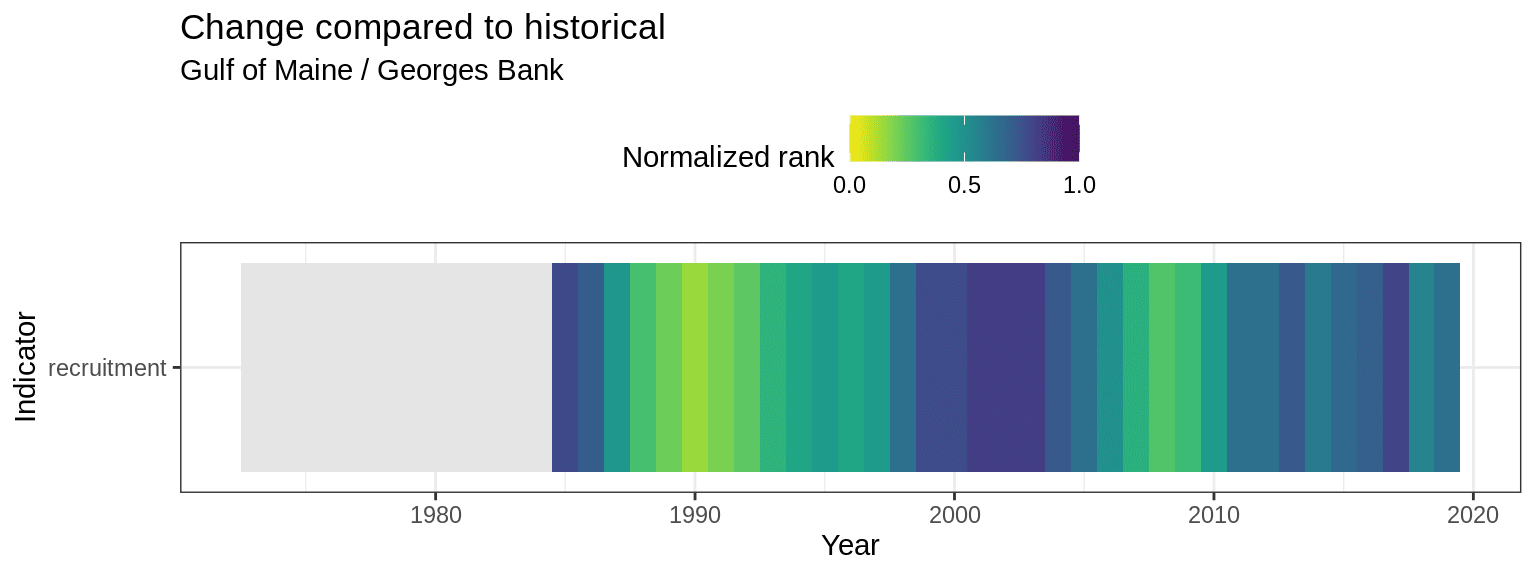 Change compared to historical
Gulf of Maine / Georges Bank
Normalized rank
0.0 0.5 1.0
Indicator
recruitment
1980 1990 2000 2010 2020
Year